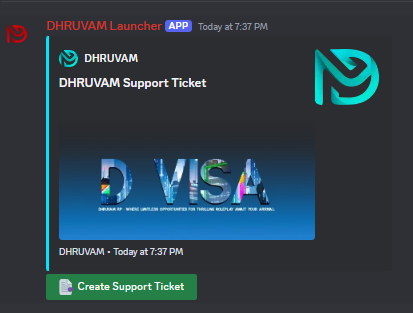 DHRUVAM Launcher APP Today at 7:37 PM
DHRUVAM
DHRUVAM Support Ticket
D VISA
DHRUVAM RP - WHERE LIMITLESS OPPORTUNITIES FOR THRILLING ROLEPLAY AWAIT YOUR ARRIVAL.
DHRUVAM • Today at 7:37 PM
Create Support Ticket